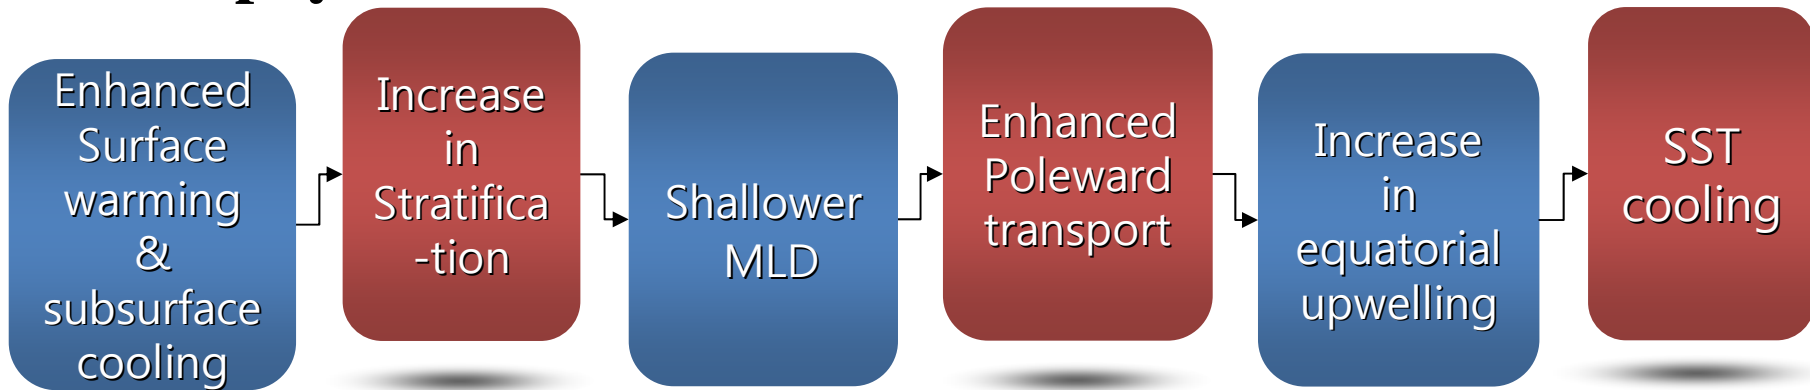 Enhanced
Surface
warming
&
subsurface
cooling
Increase
in
Stratifica
-tion
Shallower
MLD
Enhanced
Poleward
transport
Increase
in
equatorial
upwelling
SST
cooling